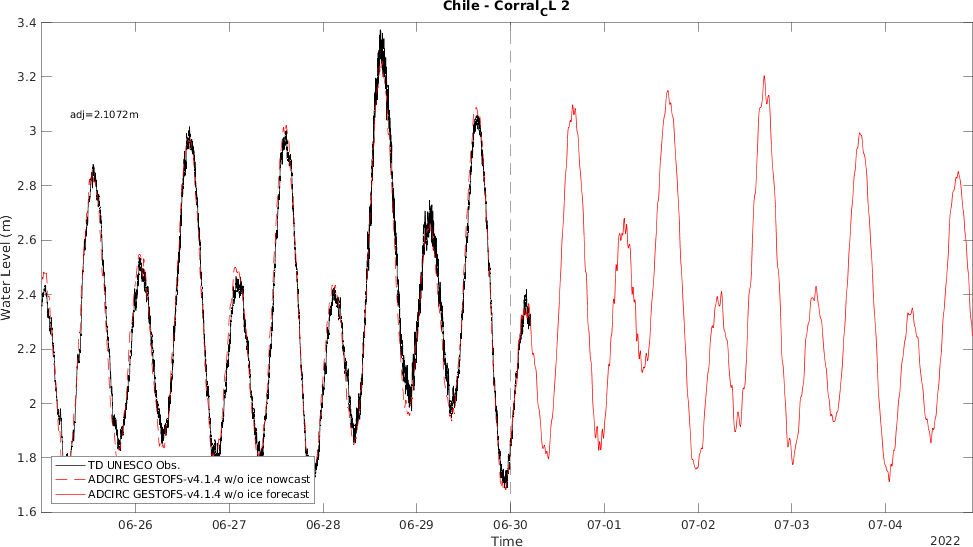 Chile - Corral_CL 2
3.4
3.2
3
2.8
2.6
2.4
2.2
2
1.8
1.6
Water Level (m)
adj=2.1072m
TD UNESCO Obs.
ADCIRC GESTOFS-v4.1.4 w/o ice nowcast
ADCIRC GESTOFS-v4.1.4 w/o ice forecast
06-26 06-27 06-28 06-29 06-30 07-01 07-02 07-03 07-04
Time
2022